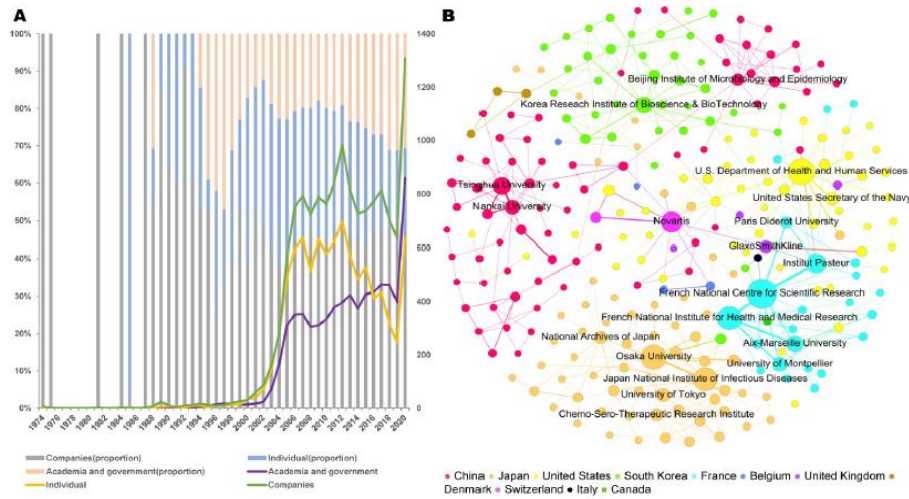 A
B
100%
90%
80%
70%
60%
50%
40%
30%
20%
10%
0%
1400
1200
1000
800
600
400
200
0
1974
1976
1978
1980
1982
1984
1986
1988
1990
1992
1994
1996
1998
2000
2002
2004
2006
2008
2010
2012
2014
2016
2018
2020
Companies(proportion)
Individual(proportion)
Academia and government(proportion)
Academia and government
Individual
Companies
Beijing Institute of Microbiology and Epidemiology
Korea Reseach Institute of Bioscience & BioTechnology
U.S. Department of Health and Human Services
Tsinghua University
United States Secretary of the Navy
Nankai University
Novartis
Paris Diderot University
GlaxoSmithKline
Institut Pasteur
French National Centre for Scientific Research
French National Institute for Health and Medical Research
National Archives of Japan
Aix-Marseille University
Osaka University
University of Montpellier
Japan National Institute of Infectious Diseases
University of Tokyo
Chemo-Sero-Therapeutic Research Institute
China Japan United States South Korea France Belgium United Kingdom
Denmark Switzerland Italy Canada